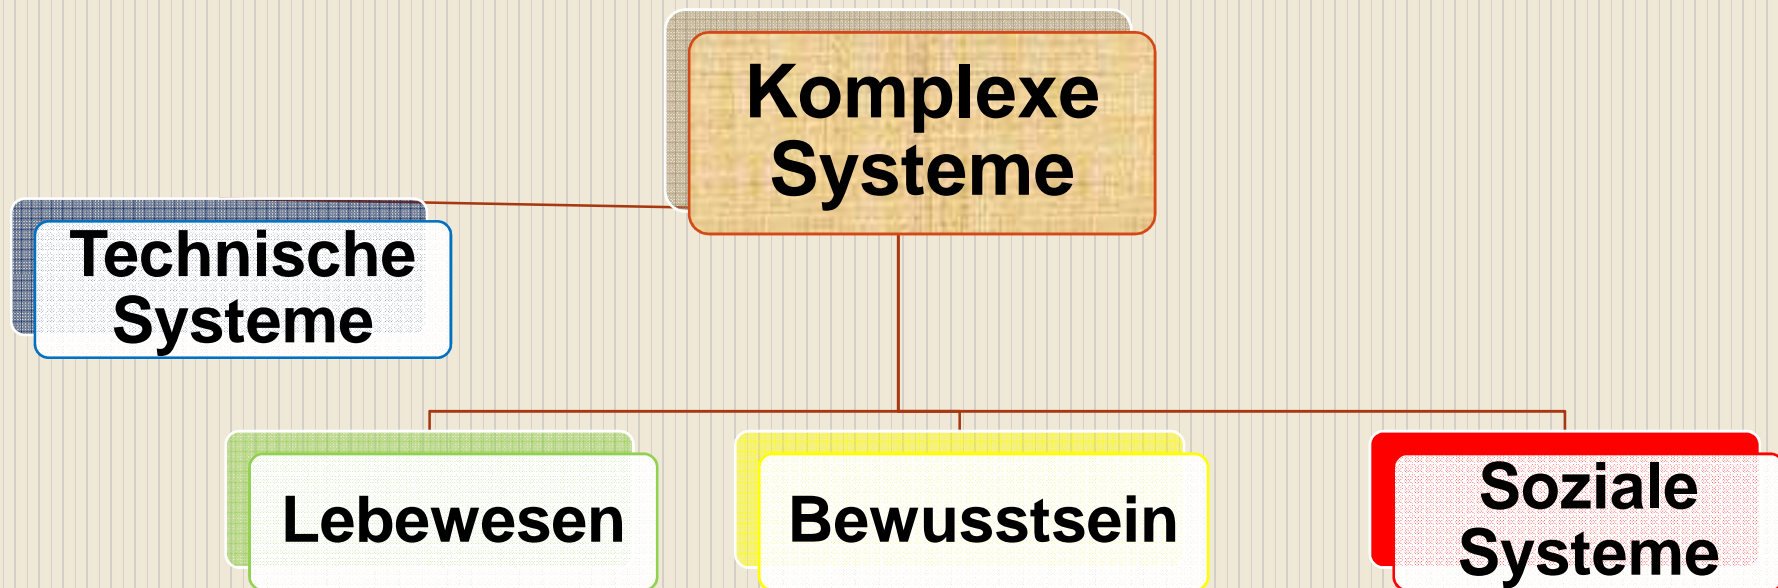 Komplexe
Systeme
Technische
Systeme
Lebewesen
Bewusstsein
Soziale
Systeme